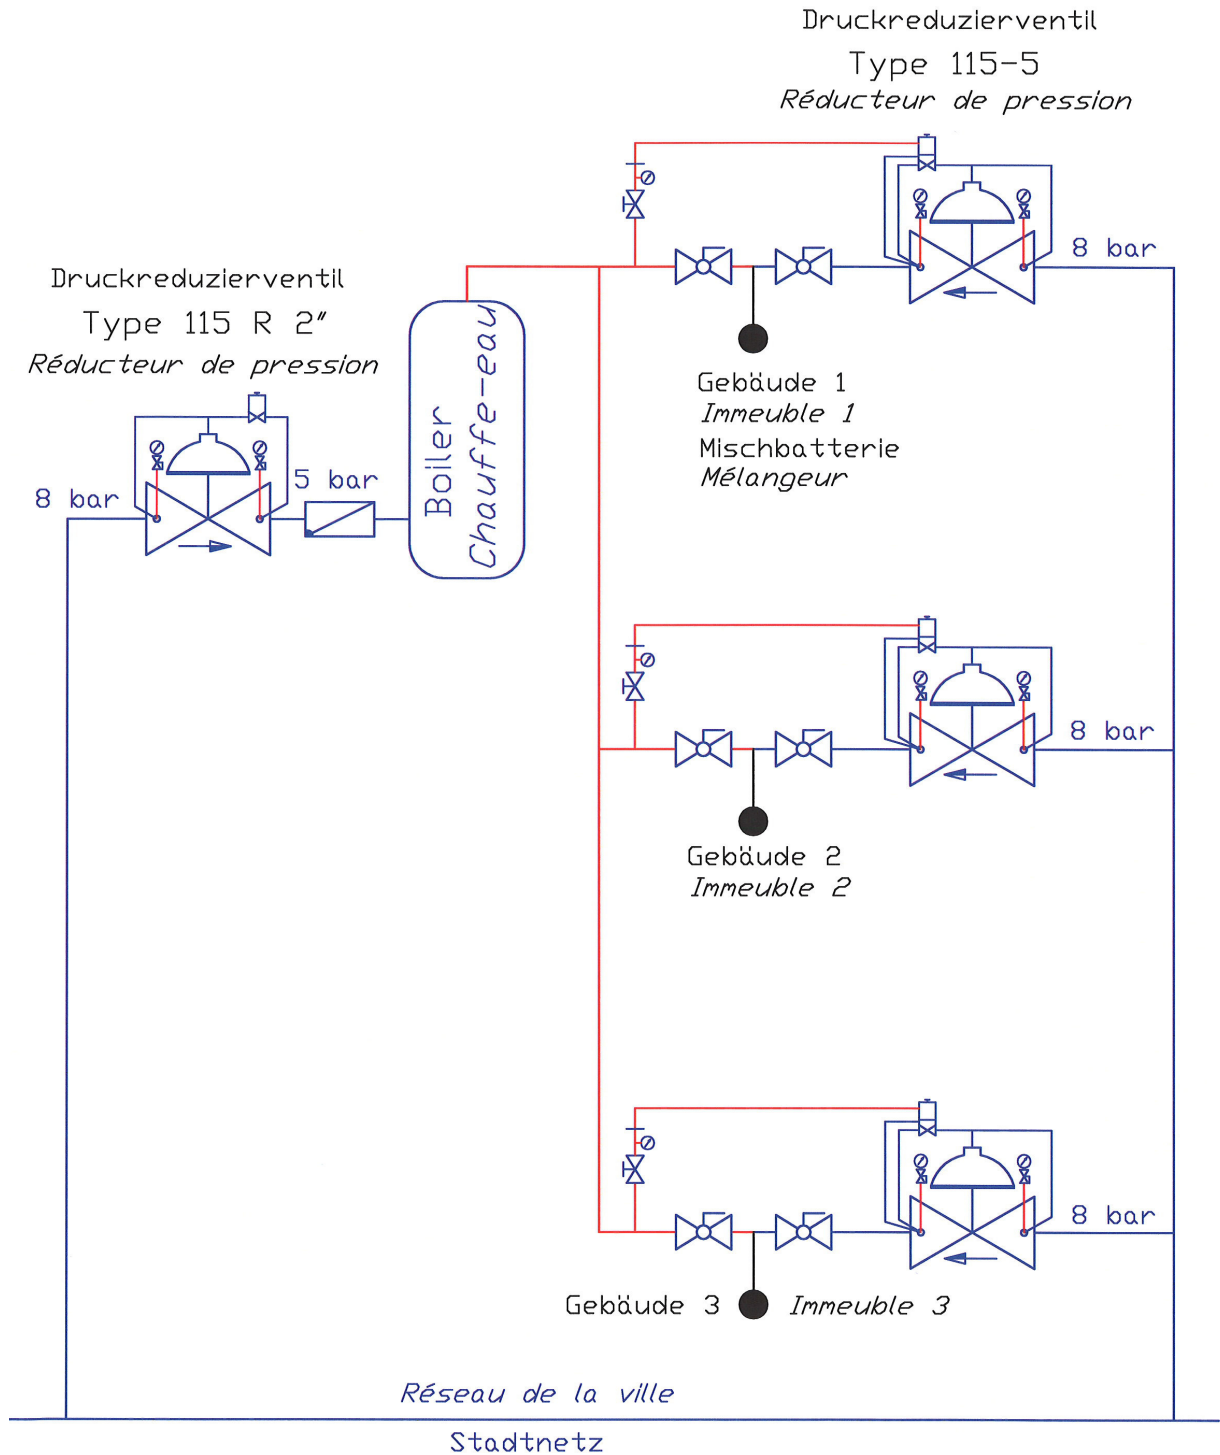 Druckreduzierventil
Type 115-5
Réducteur de pression
8 bar
Druckreduzierventil
Type 115 R 2"
Réducteur de pression
8 bar
5 bar
Boiler
Chauffe-eau
Gebäude 1
Immeuble 1
Mischbatterie
Mélangeur
8 bar
Gebäude 2
Immeuble 2
8 bar
Gebäude 3
Immeuble 3
Réseau de la ville
Stadtnetz